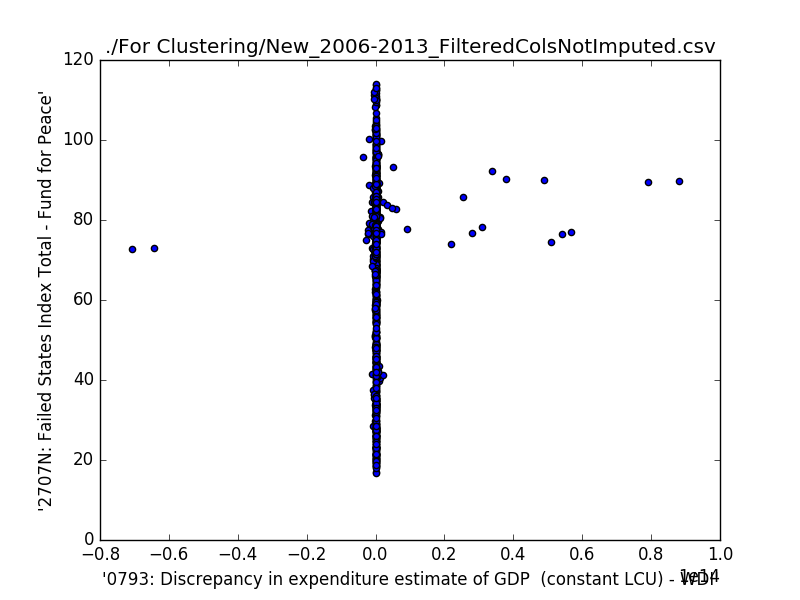 ./For Clustering/New_2006-2013_FilteredColsNotImputed.csv
120
100
80
60
40
20
0
'2707N: Failed States Index Total - Fund for Peace'
−0.8 −0.6 −0.4 −0.2 0.0 0.2 0.4 0.6 0.8 1.0
1e14
'0793: Discrepancy in expenditure estimate of GDP (constant LCU) - WDI'